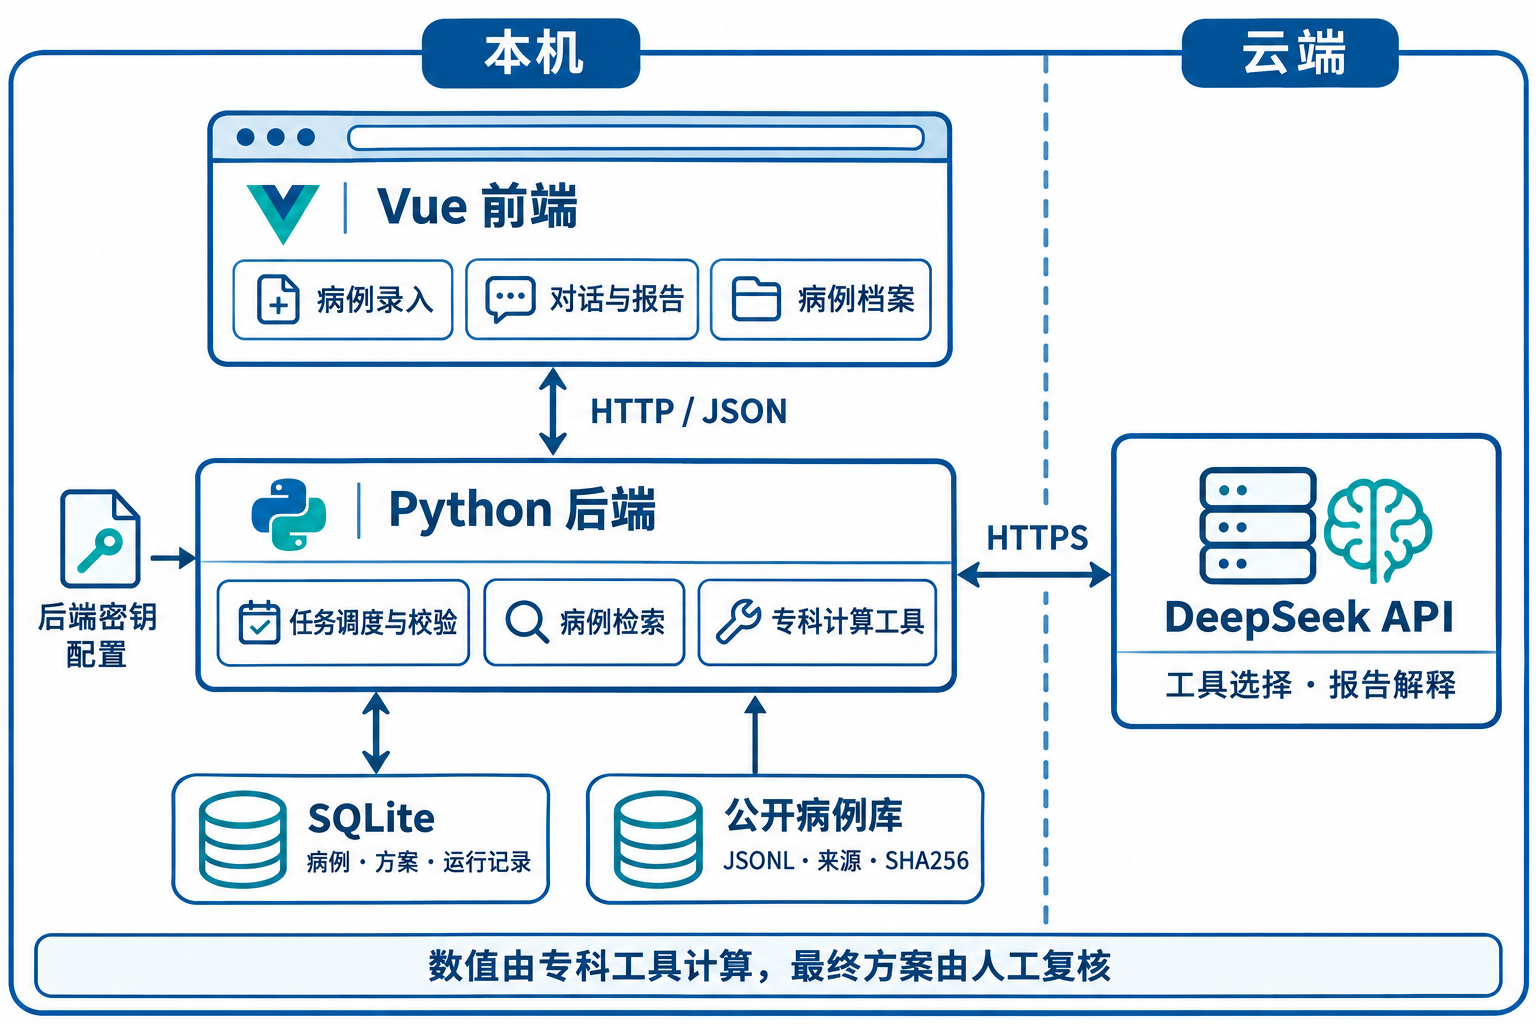 本机
云端
Vue 前端
病例录入
对话与报告
病例档案
HTTP / JSON
Python 后端
后端密钥
配置
任务调度与校验
病例检索
专科计算工具
HTTPS
DeepSeek API
工具选择·报告解释
SQLite
病例·方案·运行记录
公开病例库
JSONL·来源·SHA256
数值由专科工具计算，最终方案由人工复核